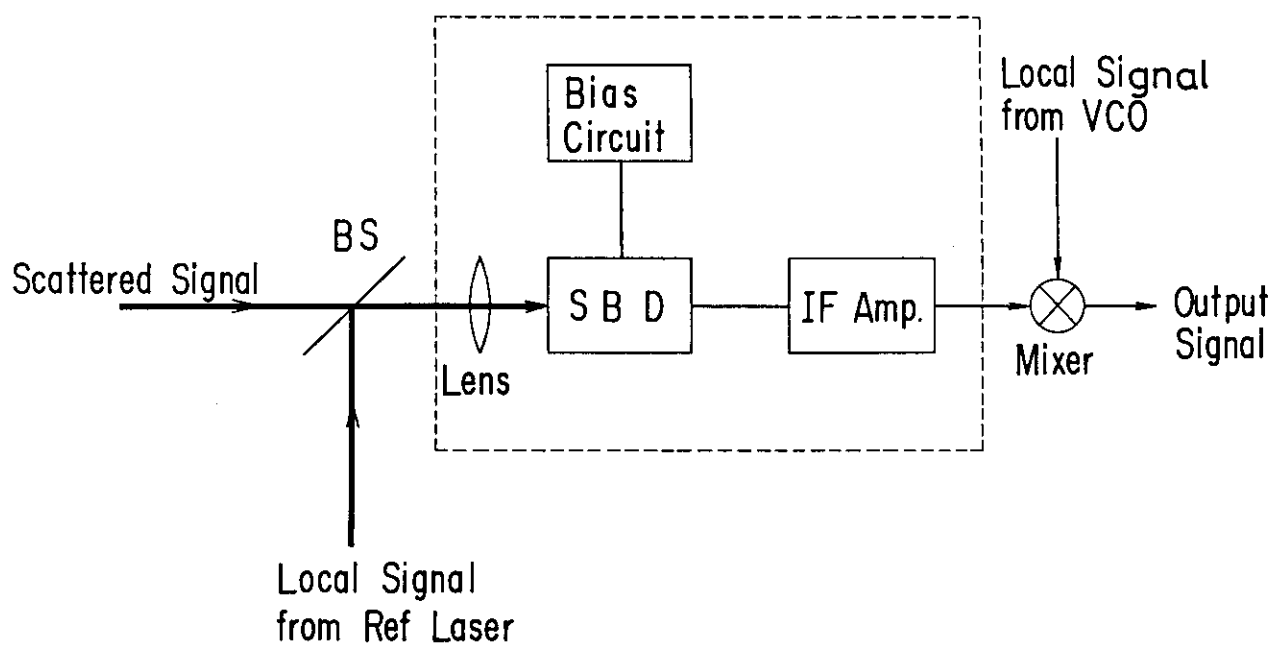 Bias
Circuit
Local Signal
from VCO
BS
Scattered Signal
SBD
IF Amp.
Output
Signal
Lens
Mixer
Local Signal
from Ref Laser